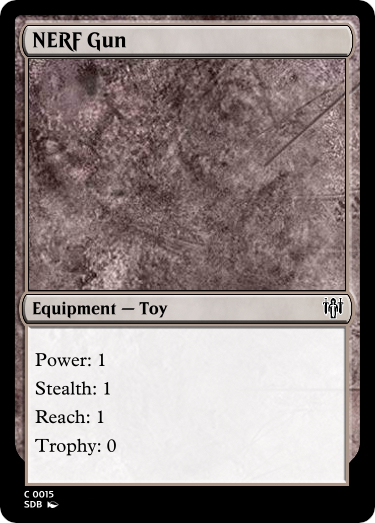 NERF Gun
Equipment — Toy
Power: 1
Stealth: 1
Reach: 1
Trophy: 0
C 0015
SDB